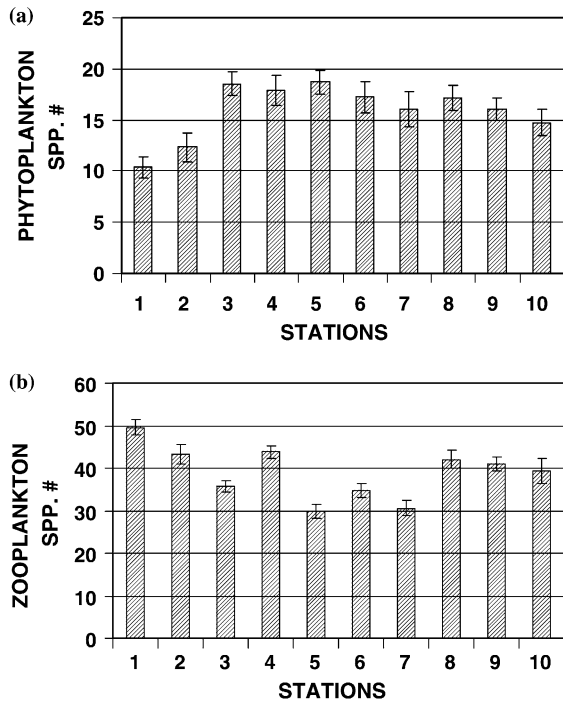 (a)
PHYTOPLANKTON
SPP. #
25
20
15
10
5
0
1 2 3 4 5 6 7 8 9 10
STATIONS
(b)
ZOOPLANKTON
SPP. #
60
50
40
30
20
10
0
1 2 3 4 5 6 7 8 9 10
STATIONS